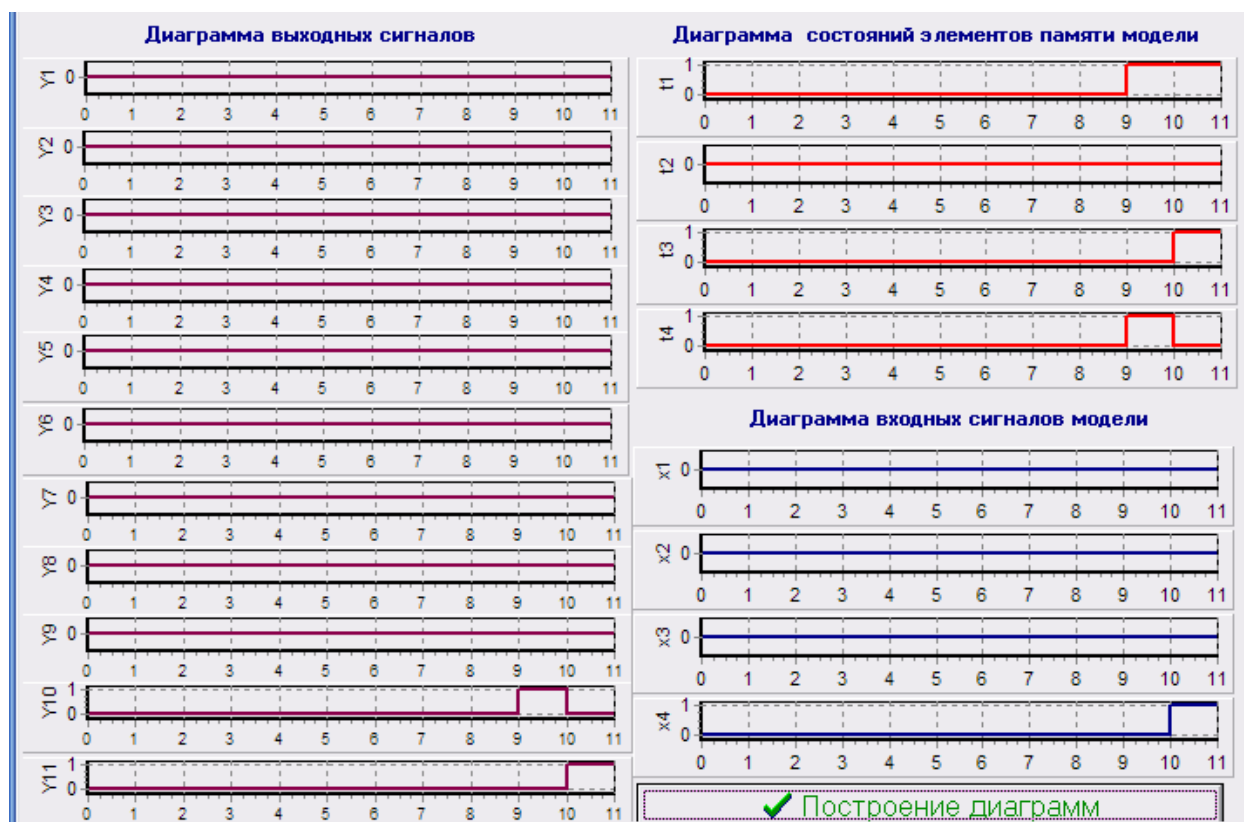 Диаграмма выходных сигналов
Y1 0
0 1 2 3 4 5 6 7 8 9 10 11
Y2 0
0 1 2 3 4 5 6 7 8 9 10 11
Y3 0
0 1 2 3 4 5 6 7 8 9 10 11
Y4 0
0 1 2 3 4 5 6 7 8 9 10 11
Y5 0
0 1 2 3 4 5 6 7 8 9 10 11
Y6 0
0 1 2 3 4 5 6 7 8 9 10 11
Y7 0
0 1 2 3 4 5 6 7 8 9 10 11
Y8 0
0 1 2 3 4 5 6 7 8 9 10 11
Y9 0
0 1 2 3 4 5 6 7 8 9 10 11
Y10 1
0
0 1 2 3 4 5 6 7 8 9 10 11
Y11 1
0
0 1 2 3 4 5 6 7 8 9 10 11
Диаграмма состояний элементов памяти модели
t1 1
0
0 1 2 3 4 5 6 7 8 9 10 11
t2 0
0 1 2 3 4 5 6 7 8 9 10 11
t3 1
0
0 1 2 3 4 5 6 7 8 9 10 11
t4 1
0
0 1 2 3 4 5 6 7 8 9 10 11
Диаграмма входных сигналов модели
x1 0
0 1 2 3 4 5 6 7 8 9 10 11
x2 0
0 1 2 3 4 5 6 7 8 9 10 11
x3 0
0 1 2 3 4 5 6 7 8 9 10 11
x4 1
0
0 1 2 3 4 5 6 7 8 9 10 11
Построение диаграмм